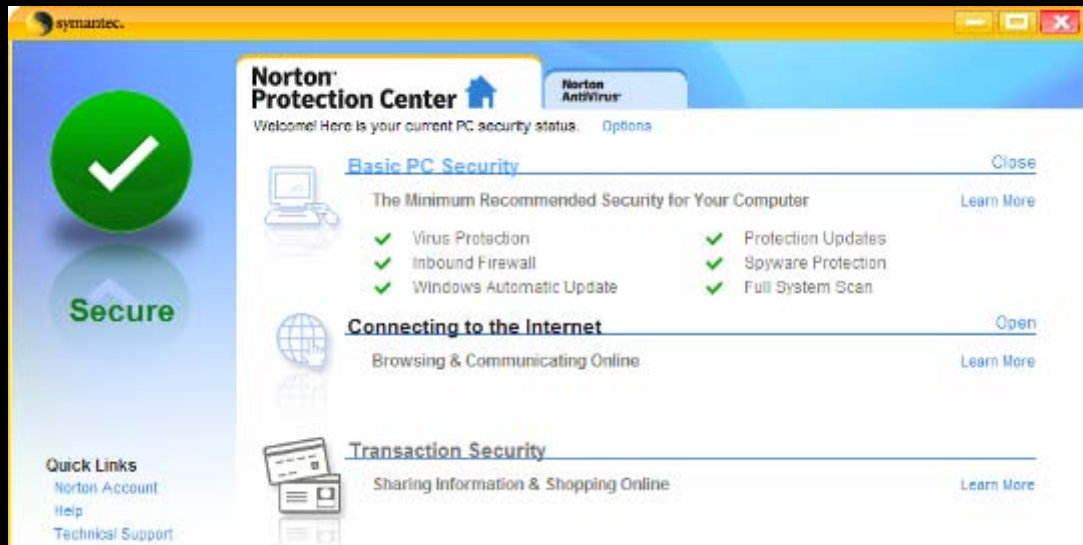 symantec.
Norton™
Protection Center
Norton
AntiVirus™
Welcome! Here is your current PC security status. Options
Basic PC Security Close
The Minimum Recommended Security for Your Computer Learn More
Virus Protection Protection Updates
Inbound Firewall Spyware Protection
Windows Automatic Update Full System Scan
Secure
Connecting to the Internet Open
Browsing & Communicating Online Learn More
Transaction Security
Sharing Information & Shopping Online Learn More
Quick Links
Norton Account
Help
Technical Support